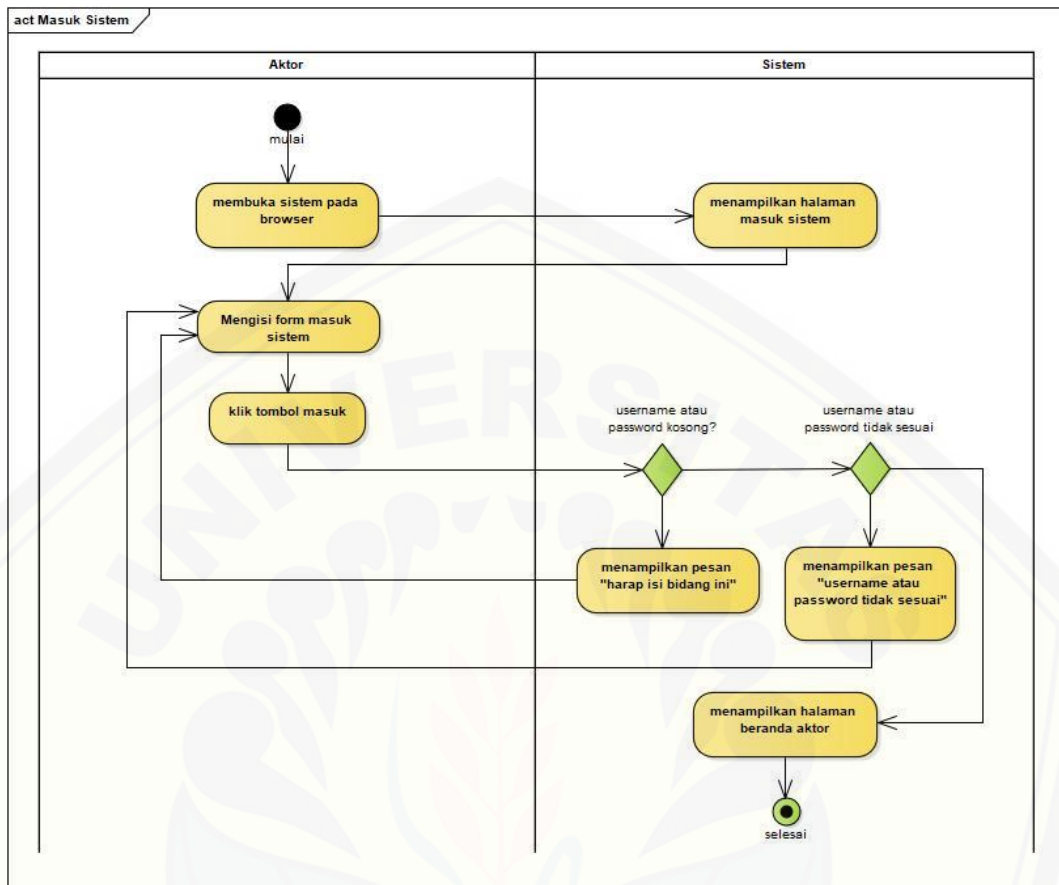 act Masuk Sistem
Aktor
Sistem
mulai
membuka sistem pada
browser
menampilkan halaman
masuk sistem
Mengisi form masuk
sistem
klik tombol masuk
username atau
password kosong?
username atau
password tidak sesuai
menampilkan pesan
"harap isi bidang ini"
menampilkan pesan
"username atau
password tidak sesuai"
menampilkan halaman
beranda aktor
selesai
UNIVERSITAS